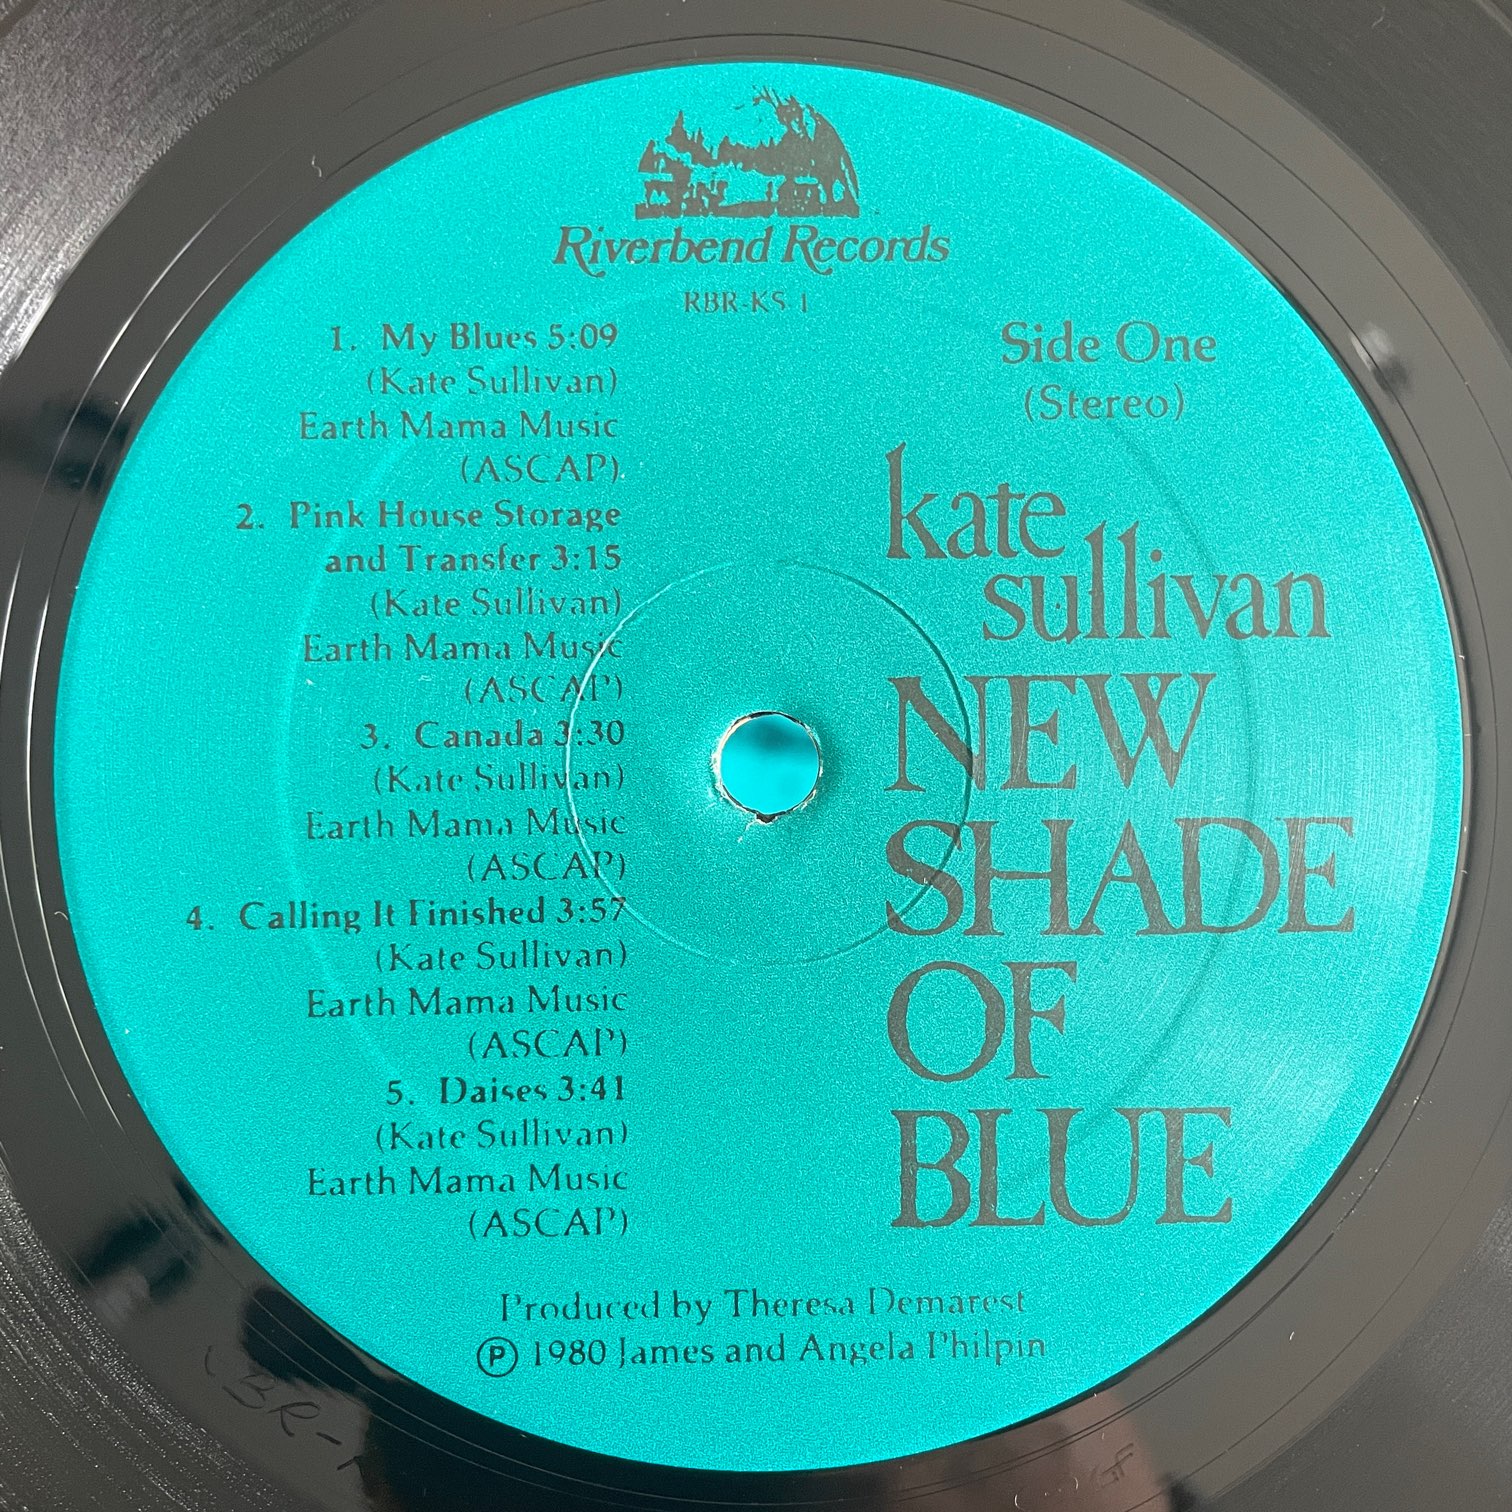 Riverbend Records
RBR-KS-1
1. My Blues 5:09
(Kate Sullivan)
Earth Mama Music
(ASCAP)
2. Pink House Storage
and Transfer 3:15
(Kate Sullivan)
Earth Mama Music
(ASCAP)
3. Canada 3:30
(Kate Sullivan)
Earth Mama Music
(ASCAP)
4. Calling It Finished 3:57
(Kate Sullivan)
Earth Mama Music
(ASCAP)
5. Daises 3:41
(Kate Sullivan)
Earth Mama Music
(ASCAP)
Side One
(Stereo)
kate
sullivan
NEW
SHADE
OF
BLUE
Produced by Theresa Demarest
Ⓟ 1980 James and Angela Philpin